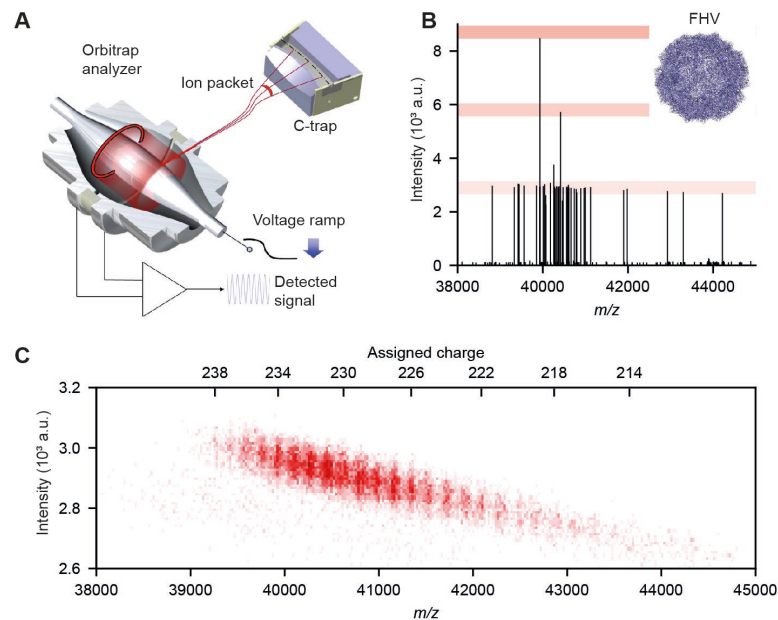 A
Orbitrap
analyzer
Ion packet
C-trap
Voltage ramp
Detected
signal
B
FHV
Intensity (10³ a.u.)
8
6
4
2
0
38000 40000 42000 44000
m/z
C
Assigned charge
238 234 230 226 222 218 214
Intensity (10³ a.u.)
3.2
3.0
2.8
2.6
38000 39000 40000 41000 42000 43000 44000 45000
m/z